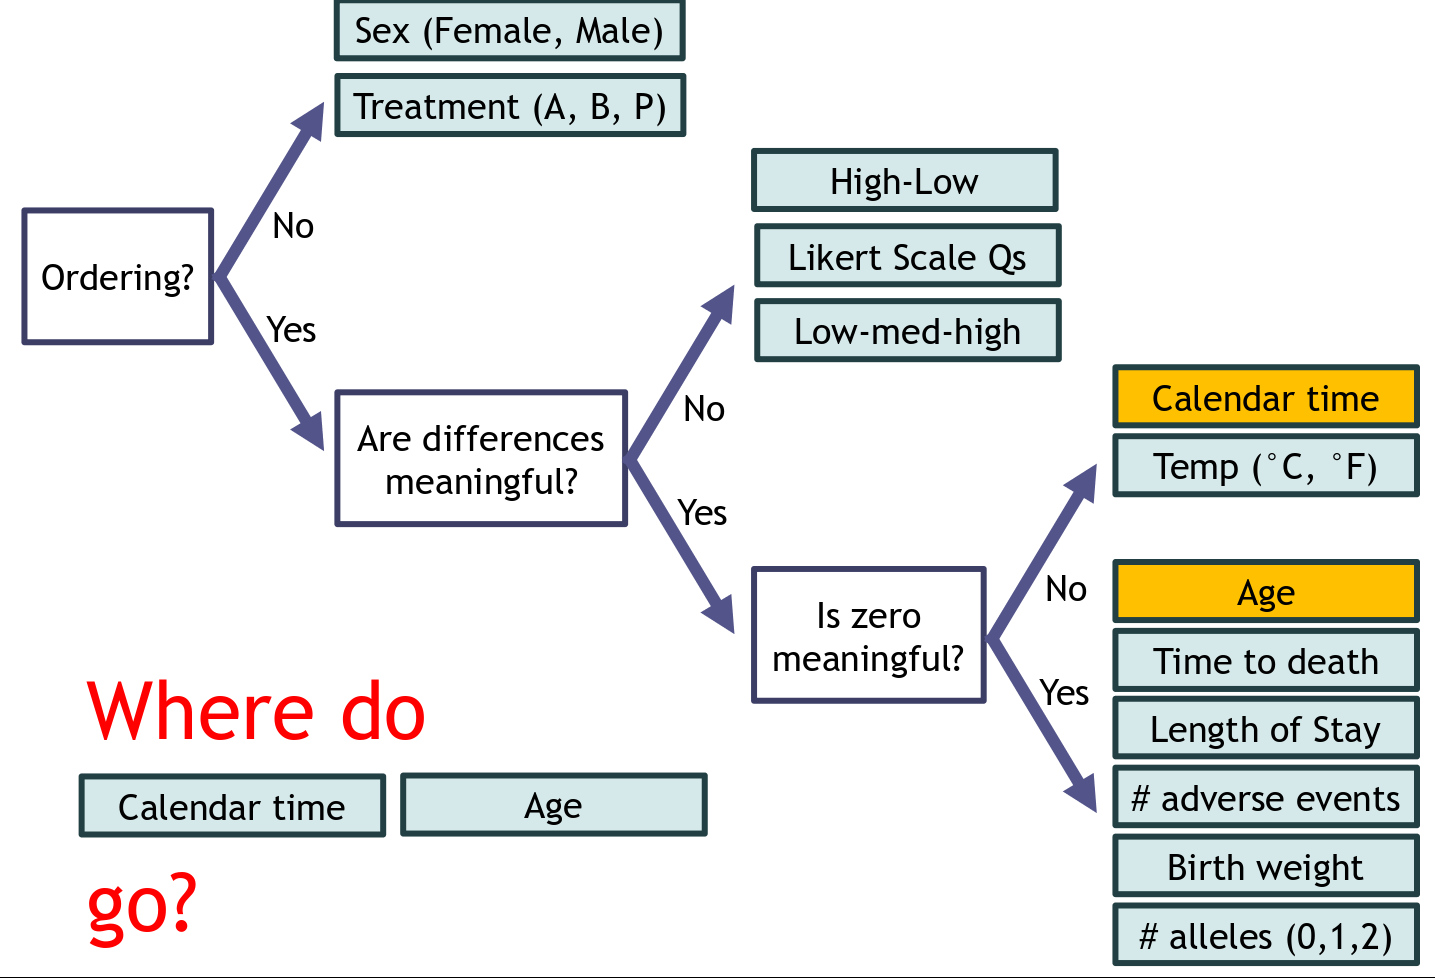 Sex (Female, Male)
Treatment (A, B, P)
No
Ordering?
Yes
High-Low
Likert Scale Qs
Low-med-high
No
Are differences
meaningful?
Yes
Calendar time
Temp (°C, °F)
No
Is zero
meaningful?
Yes
Age
Time to death
Length of Stay
# adverse events
Birth weight
# alleles (0,1,2)
Where do
Calendar time
Age
go?